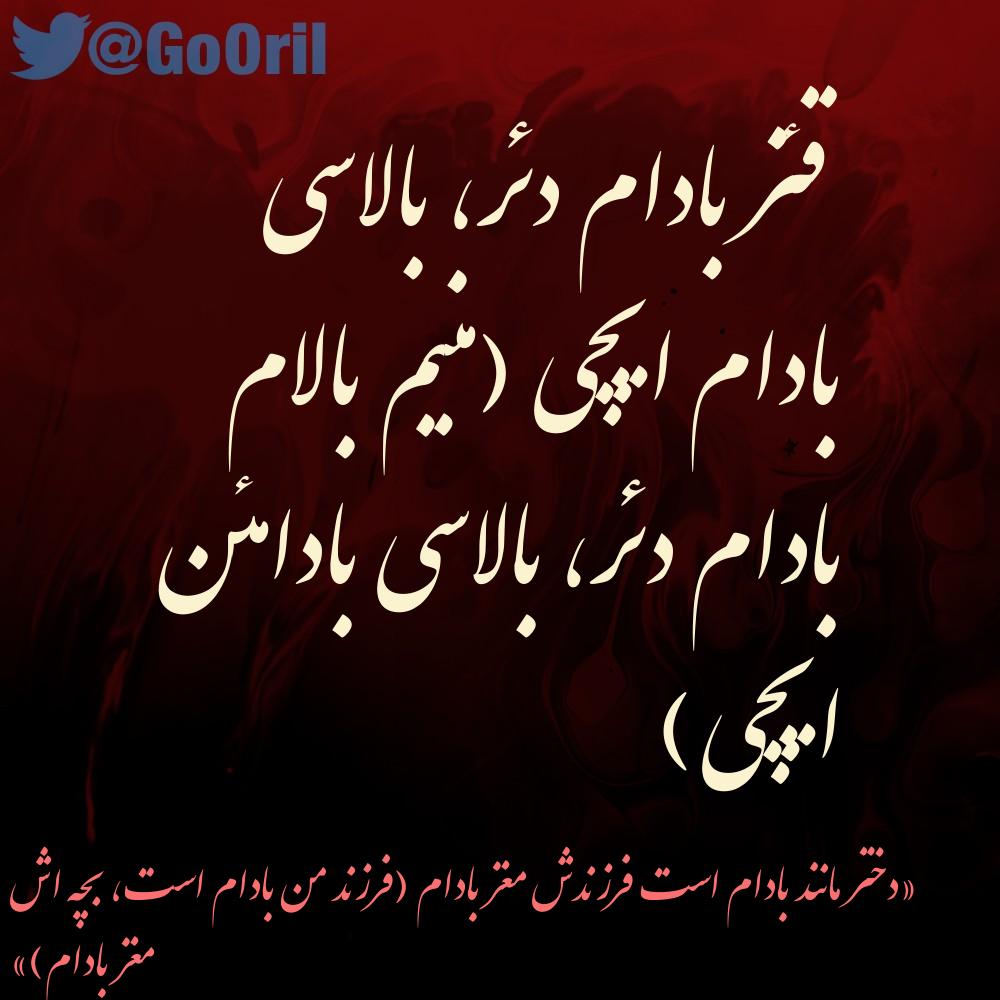 @GoOril
قئز بادام دئر، بالاسی
بادام ایچی (منیم بالام
بادام دئر، بالاسی بادامئن
ایچی)
«دختر مانند بادام است فرزندش مغز بادام (فرزند من بادام است، بچه اش
مغز بادام)»